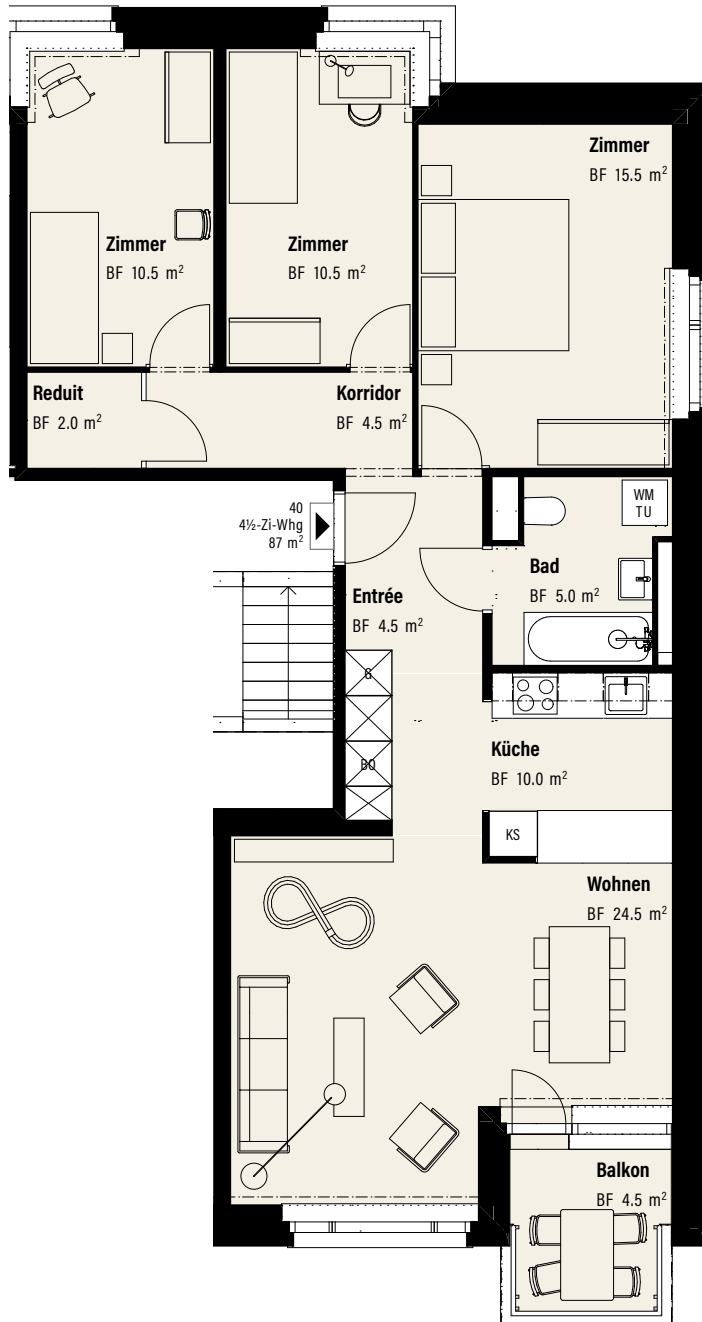 Zimmer
BF 15.5 m²
Zimmer
BF 10.5 m²
Zimmer
BF 10.5 m²
Reduit
BF 2.0 m²
Korridor
BF 4.5 m²
40
4½-Zi-Whg
87 m²
WM
TU
Bad
BF 5.0 m²
Entrée
BF 4.5 m²
G
BO
Küche
BF 10.0 m²
KS
Wohnen
BF 24.5 m²
Balkon
BF 4.5 m²